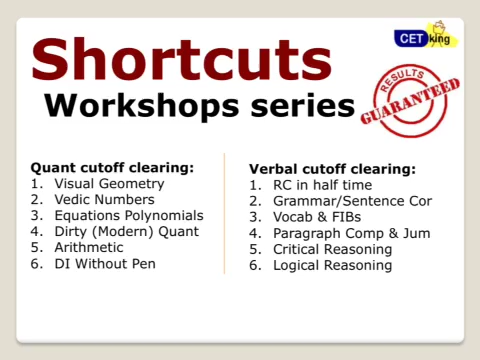 CETking
Shortcuts
Workshops series
RESULTS
GUARANTEED
Quant cutoff clearing:
1. Visual Geometry
2. Vedic Numbers
3. Equations Polynomials
4. Dirty (Modern) Quant
5. Arithmetic
6. DI Without Pen
Verbal cutoff clearing:
1. RC in half time
2. Grammar/Sentence Cor
3. Vocab & FIBs
4. Paragraph Comp & Jum
5. Critical Reasoning
6. Logical Reasoning